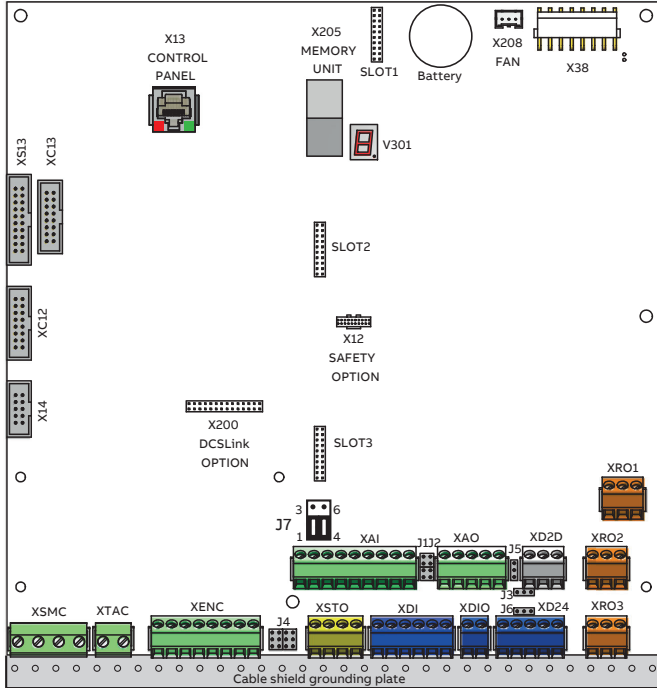 X13
CONTROL
PANEL
X205
MEMORY
UNIT
SLOT1
Battery
X208
FAN
X38
V301
XS13
XC13
SLOT2
XC12
X12
SAFETY
OPTION
X14
X200
DCSLink
OPTION
SLOT3
XRO1
3 6
J7
1 4
XAI
J1J2
XAO
J5
XD2D
XRO2
J3
XSMC
XTAC
XENC
J4
XSTO
XDI
XDIO
J6
XD24
XRO3
Cable shield grounding plate